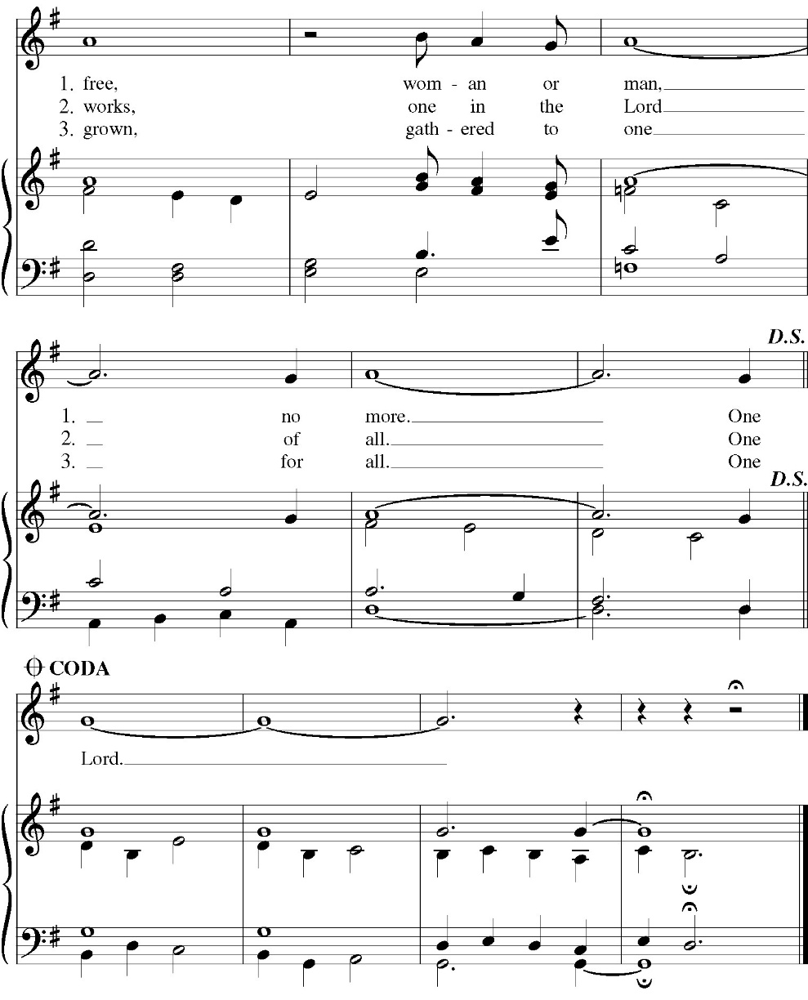 1. free, wom - an or man,
2. works, one in the Lord
3. grown, gath - ered to one
D.S.
1. no more. One
2. of all. One
3. for all. One
D.S.
CODA
Lord.